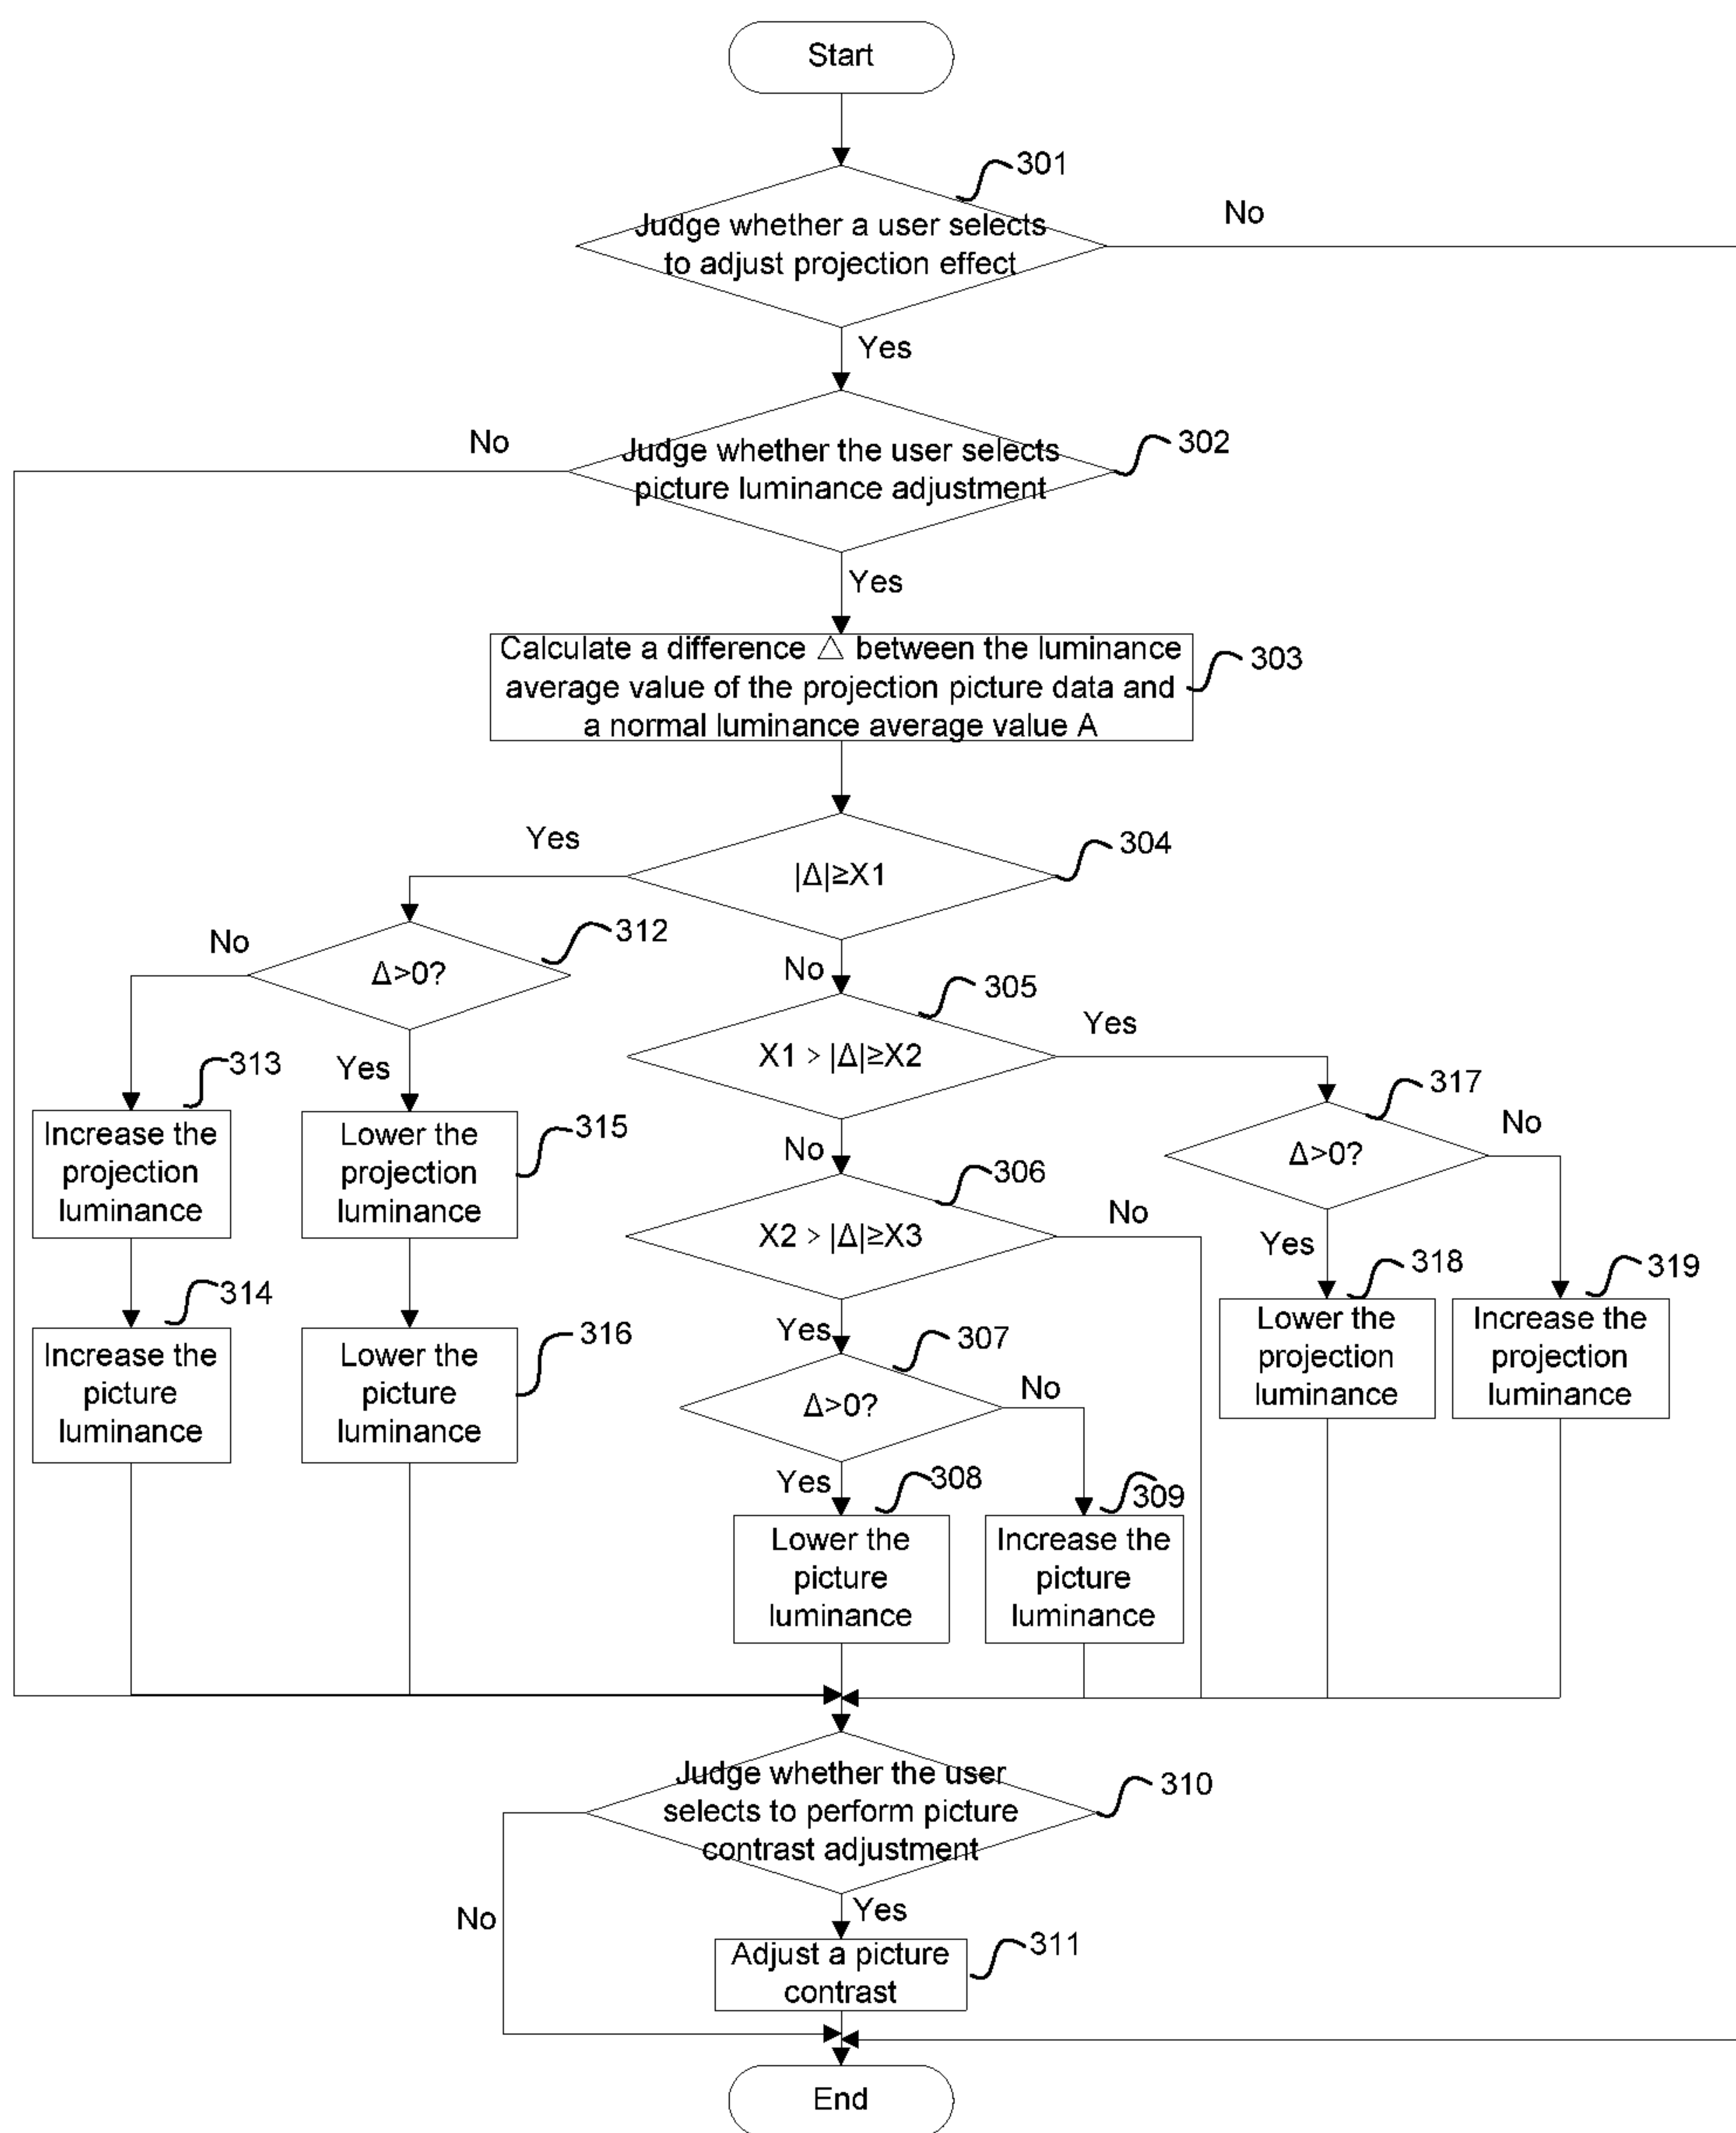 Start
301
Judge whether a user selects
to adjust projection effect
No
Yes
No
Judge whether the user selects
picture luminance adjustment
302
Yes
Calculate a difference △ between the luminance
average value of the projection picture data and
a normal luminance average value A
303
Yes
|Δ|≥X1
304
No
Δ>0?
312
No
X1 > |Δ|≥X2
305
Yes
313
Yes
317
Δ>0?
No
Increase the
projection
luminance
Lower the
projection
luminance
315
No
X2 > |Δ|≥X3
306
No
Yes
318
319
314
Lower the
projection
luminance
Increase the
projection
luminance
Increase the
picture
luminance
Lower the
picture
luminance
316
Yes
307
Δ>0?
No
Yes
308
309
Lower the
picture
luminance
Increase the
picture
luminance
Judge whether the user
selects to perform picture
contrast adjustment
310
No
Yes
Adjust a picture
contrast
311
End